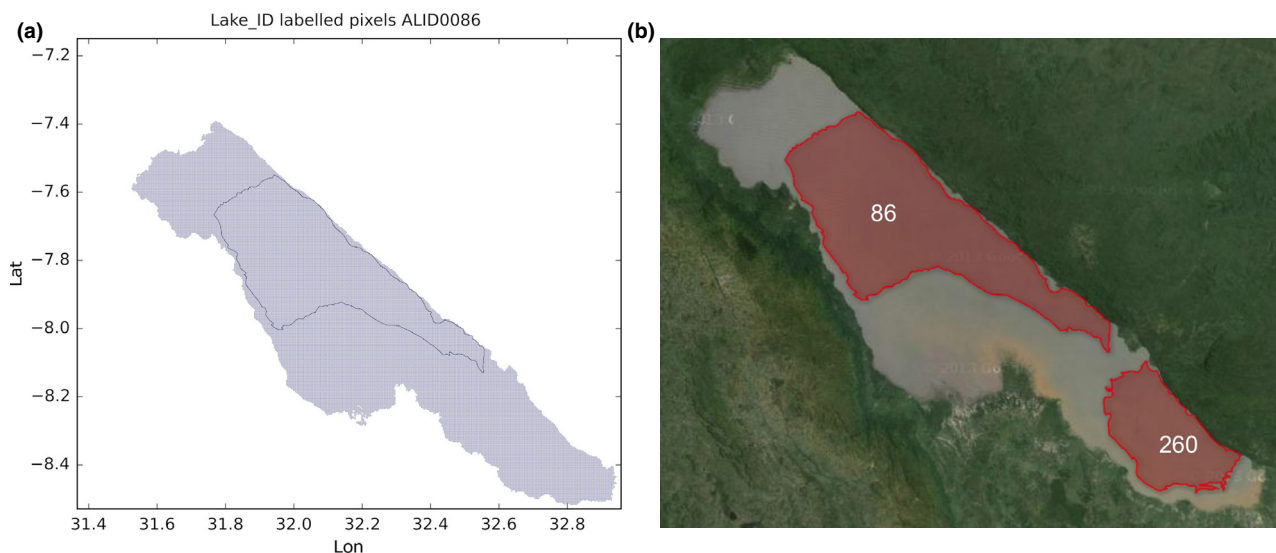 Lake_ID labelled pixels ALID0086
(a)
−7.2
−7.4
−7.6
−7.8
−8.0
−8.2
−8.4
Lat
31.4 31.6 31.8 32.0 32.2 32.4 32.6 32.8
Lon
(b)
86
© 2013 Go
260